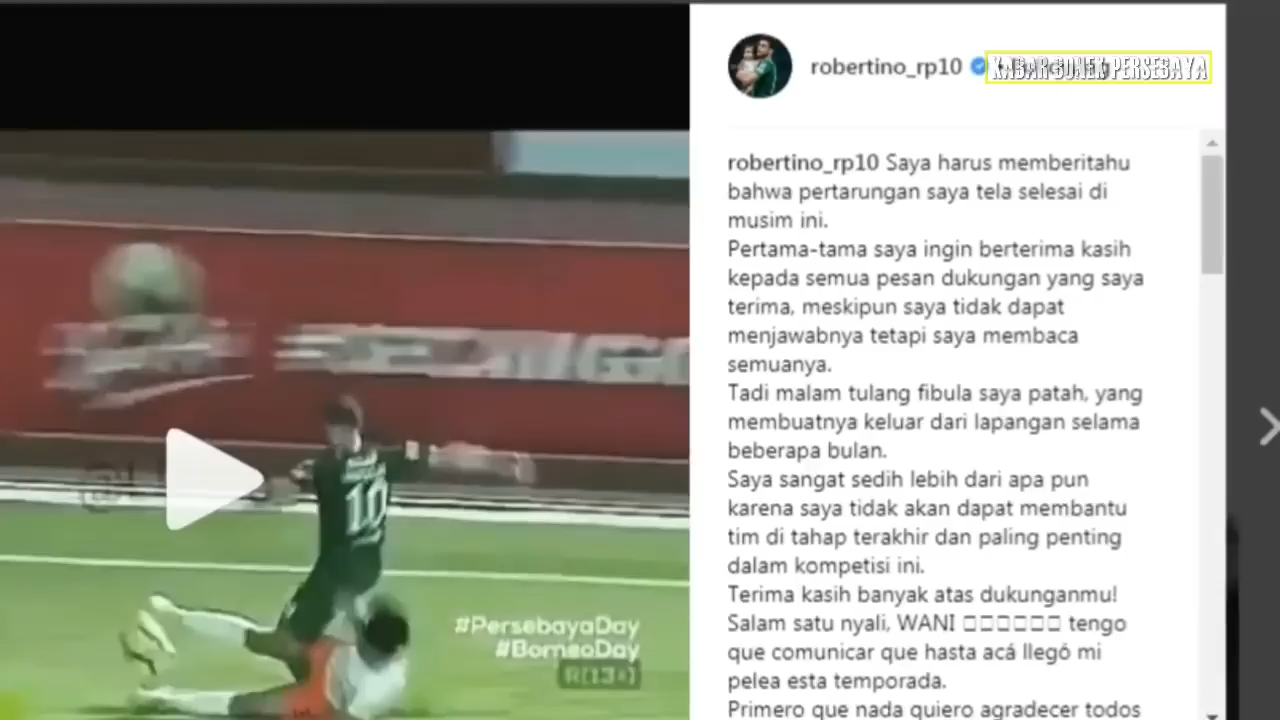 robertino_rp10
KABAR BONEK PERSEBAYA
robertino_rp10 Saya harus memberitahu
bahwa pertarungan saya tela selesai di
musim ini.
Pertama-tama saya ingin berterima kasih
kepada semua pesan dukungan yang saya
terima, meskipun saya tidak dapat
menjawabnya tetapi saya membaca
semuanya.
Tadi malam tulang fibula saya patah, yang
membuatnya keluar dari lapangan selama
beberapa bulan.
Saya sangat sedih lebih dari apa pun
karena saya tidak akan dapat membantu
tim di tahap terakhir dan paling penting
dalam kompetisi ini.
Terima kasih banyak atas dukunganmu!
Salam satu nyali, WANI □□□□□□ tengo
que comunicar que hasta acá llegó mi
pelea esta temporada.
Primero que nada quiero agradecer todos
10
#PersebayaDay
#BorneoDay
R(13+)